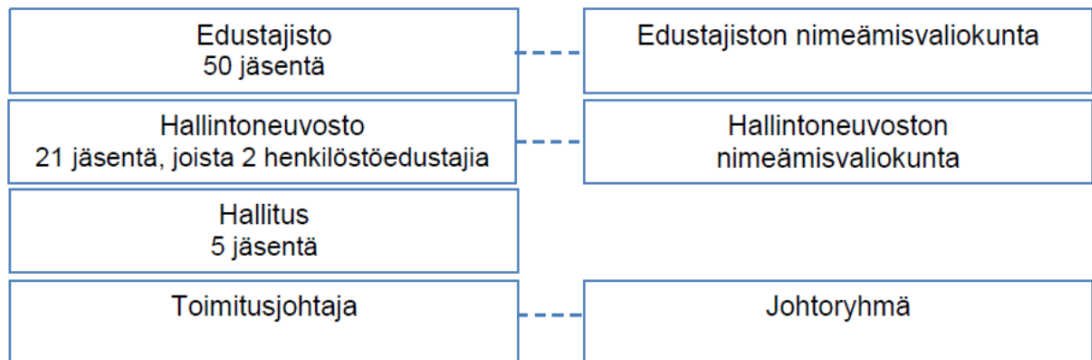 Edustajisto
50 jäsentä
Edustajiston nimeämisvaliokunta
Hallintoneuvosto
21 jäsentä, joista 2 henkilöstöedustajia
Hallintoneuvoston
nimeämisvaliokunta
Hallitus
5 jäsentä
Toimitusjohtaja
Johtoryhmä